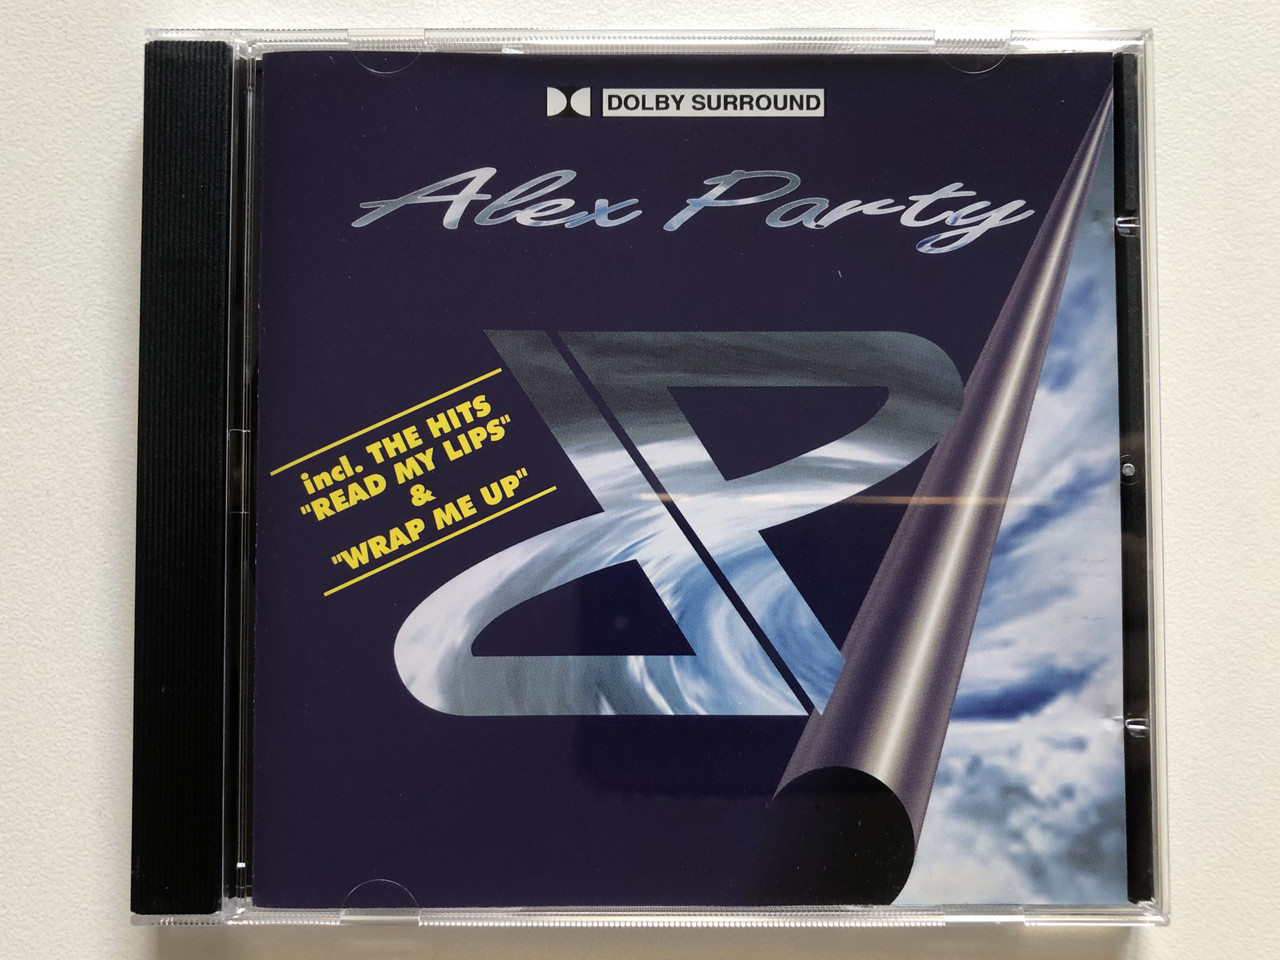 DOLBY SURROUND
Alex Party
incl. THE HITS
"READ MY LIPS"
&
"WRAP ME UP"